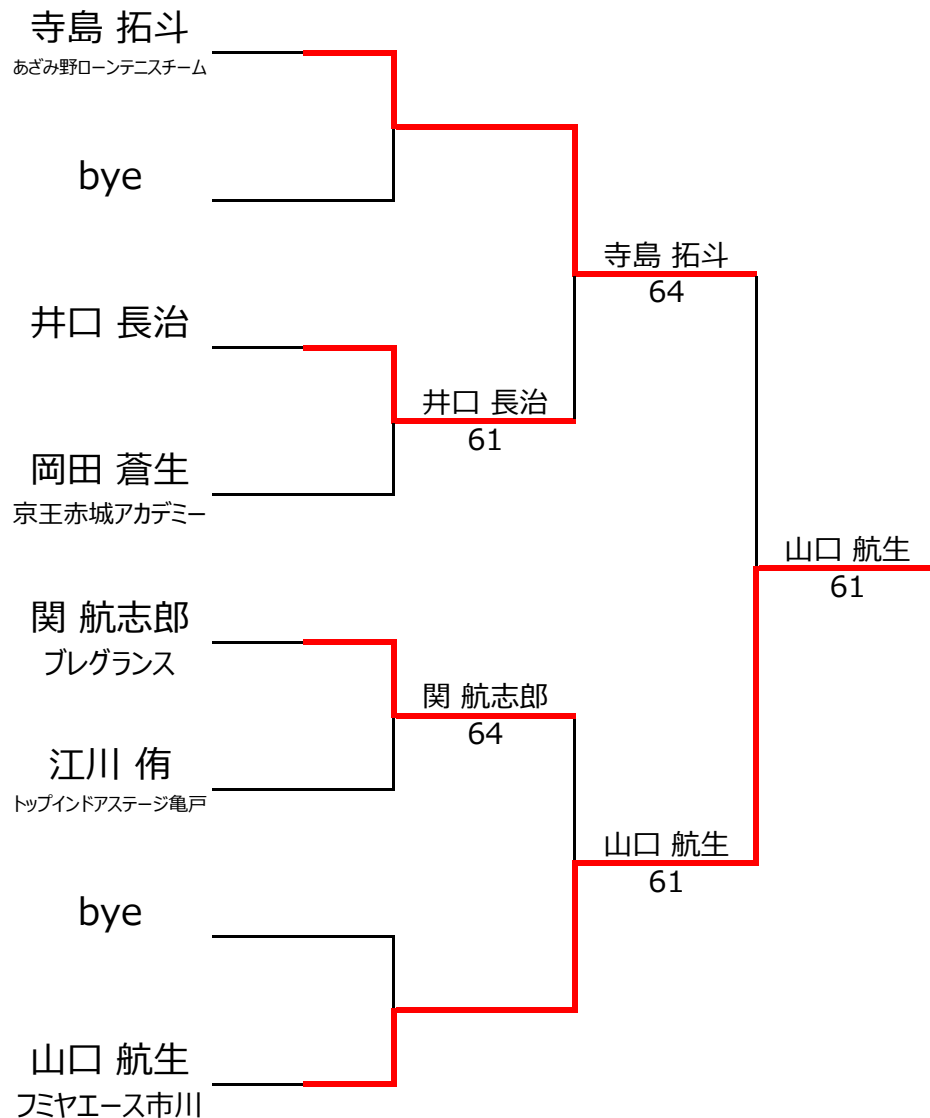 寺島 拓斗
あざみ野ローンテニスチーム
bye
寺島 拓斗
64
井口 長治
井口 長治
61
岡田 蒼生
京王赤城アカデミー
山口 航生
61
関 航志郎
ブレグランス
関 航志郎
64
江川 侑
トップインドアステージ亀戸
山口 航生
61
bye
山口 航生
フミヤエース市川